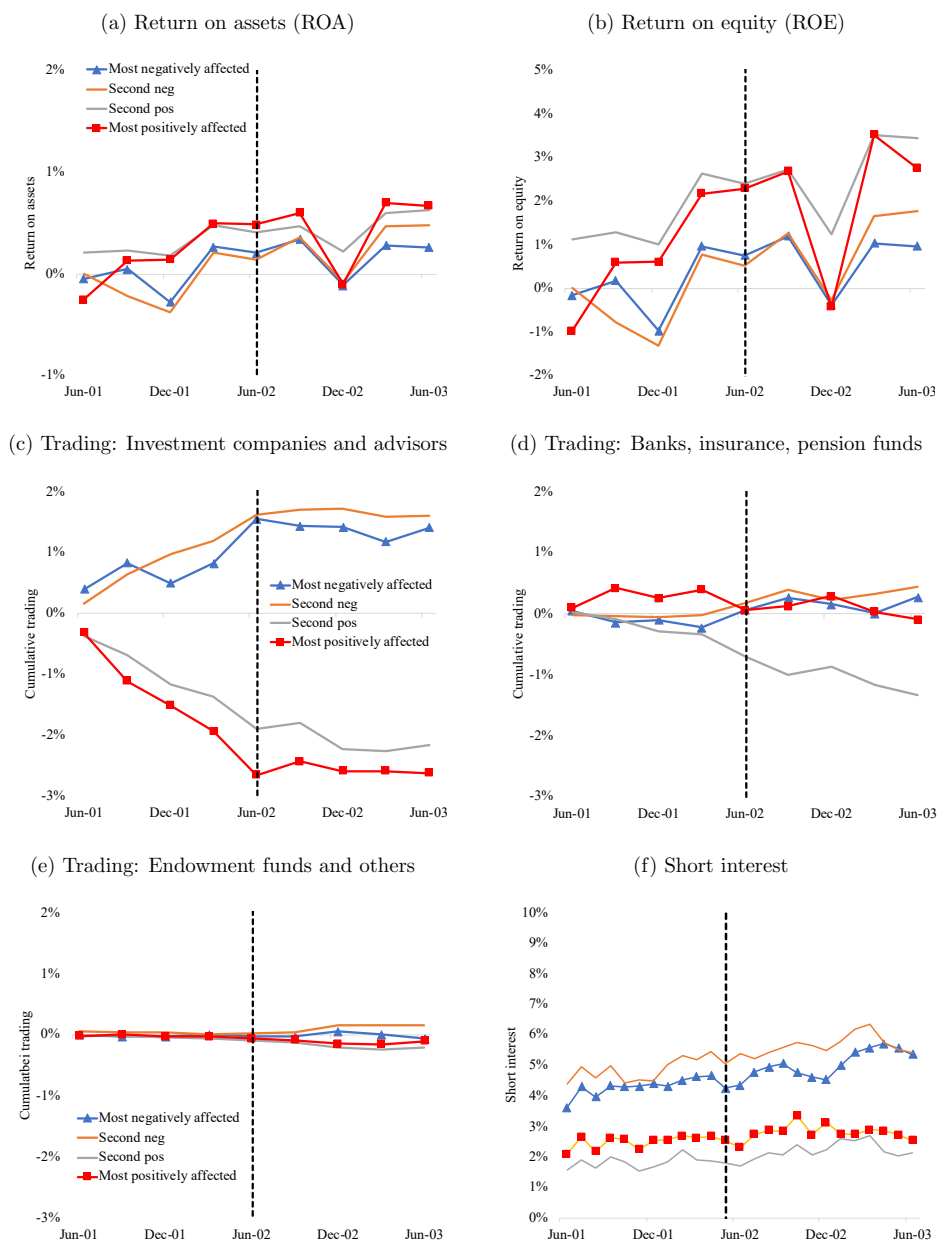 (a) Return on assets (ROA)
2%
1%
0%
-1%
Return on assets
Most negatively affected
Second neg
Second pos
Most positively affected
Jun-01 Dec-01 Jun-02 Dec-02 Jun-03
(b) Return on equity (ROE)
5%
4%
3%
2%
1%
0%
-1%
-2%
Return on equity
Jun-01 Dec-01 Jun-02 Dec-02 Jun-03
(c) Trading: Investment companies and advisors
2%
1%
0%
-1%
-2%
-3%
Cumulative trading
Most negatively affected
Second neg
Second pos
Most positively affected
Jun-01 Dec-01 Jun-02 Dec-02 Jun-03
(d) Trading: Banks, insurance, pension funds
2%
1%
0%
-1%
-2%
-3%
Cumulative trading
Jun-01 Dec-01 Jun-02 Dec-02 Jun-03
(e) Trading: Endowment funds and others
2%
1%
0%
-1%
-2%
-3%
Cumulatbei trading
Most negatively affected
Second neg
Second pos
Most positively affected
Jun-01 Dec-01 Jun-02 Dec-02 Jun-03
(f) Short interest
10%
9%
8%
7%
6%
5%
4%
3%
2%
1%
0%
Short interest
Jun-01 Dec-01 Jun-02 Dec-02 Jun-03